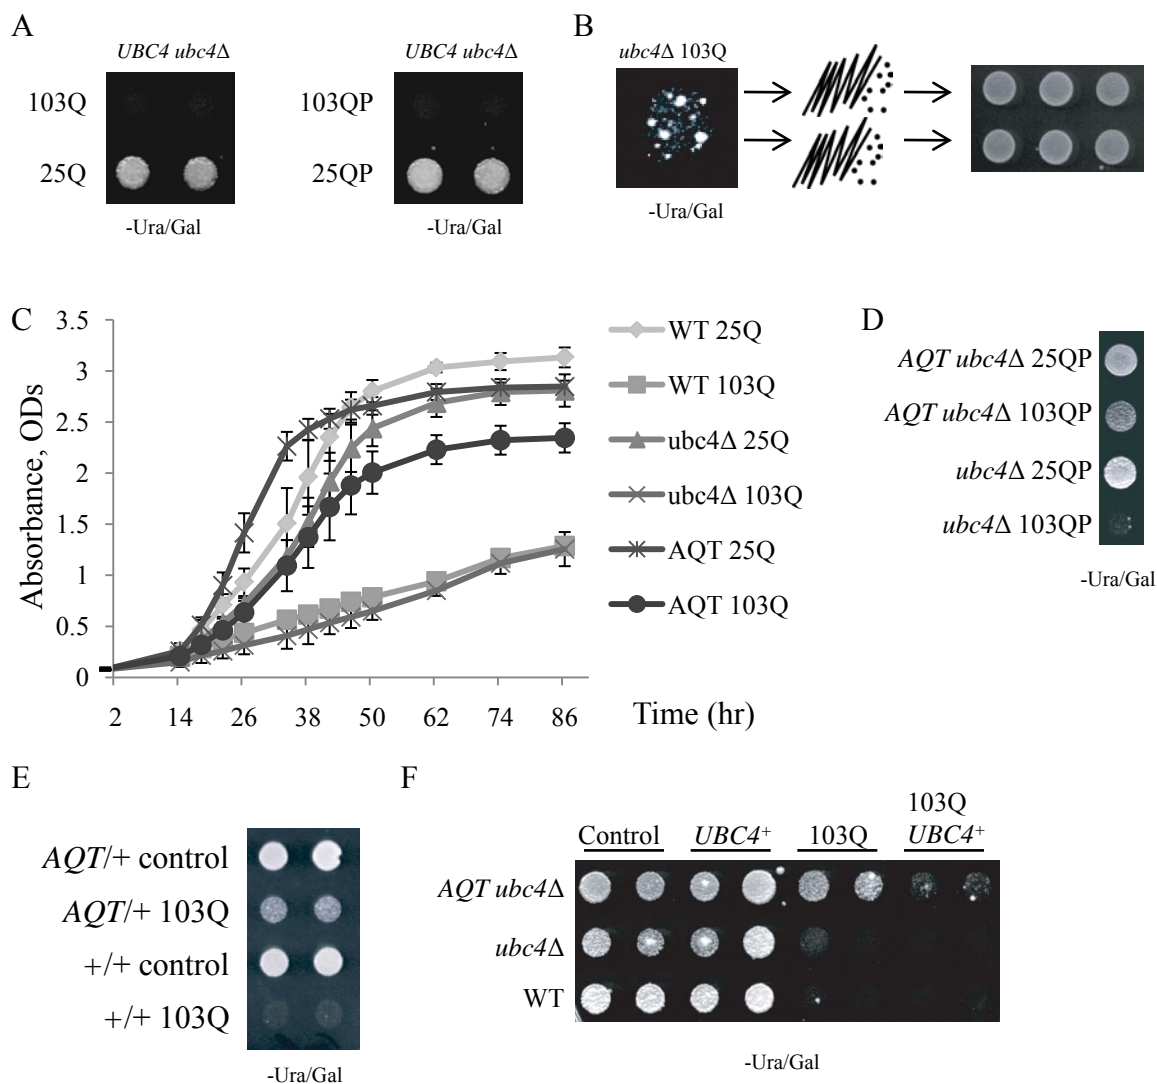 A
UBC4 ubc4Δ
UBC4 ubc4Δ
103Q
25Q
-Ura/Gal
103QP
25QP
-Ura/Gal
B
ubc4Δ 103Q
-Ura/Gal
C
3.5
3
2.5
2
1.5
1
0.5
0
Absorbance, ODs
2 14 26 38 50 62 74 86
Time (hr)
WT 25Q
WT 103Q
ubc4Δ 25Q
ubc4Δ 103Q
AQT 25Q
AQT 103Q
D
AQT ubc4Δ 25QP
AQT ubc4Δ 103QP
ubc4Δ 25QP
ubc4Δ 103QP
-Ura/Gal
E
AQT/+ control
AQT/+ 103Q
+/+ control
+/+ 103Q
-Ura/Gal
F
103Q
Control UBC4⁺ 103Q UBC4⁺
AQT ubc4Δ
ubc4Δ
WT
-Ura/Gal